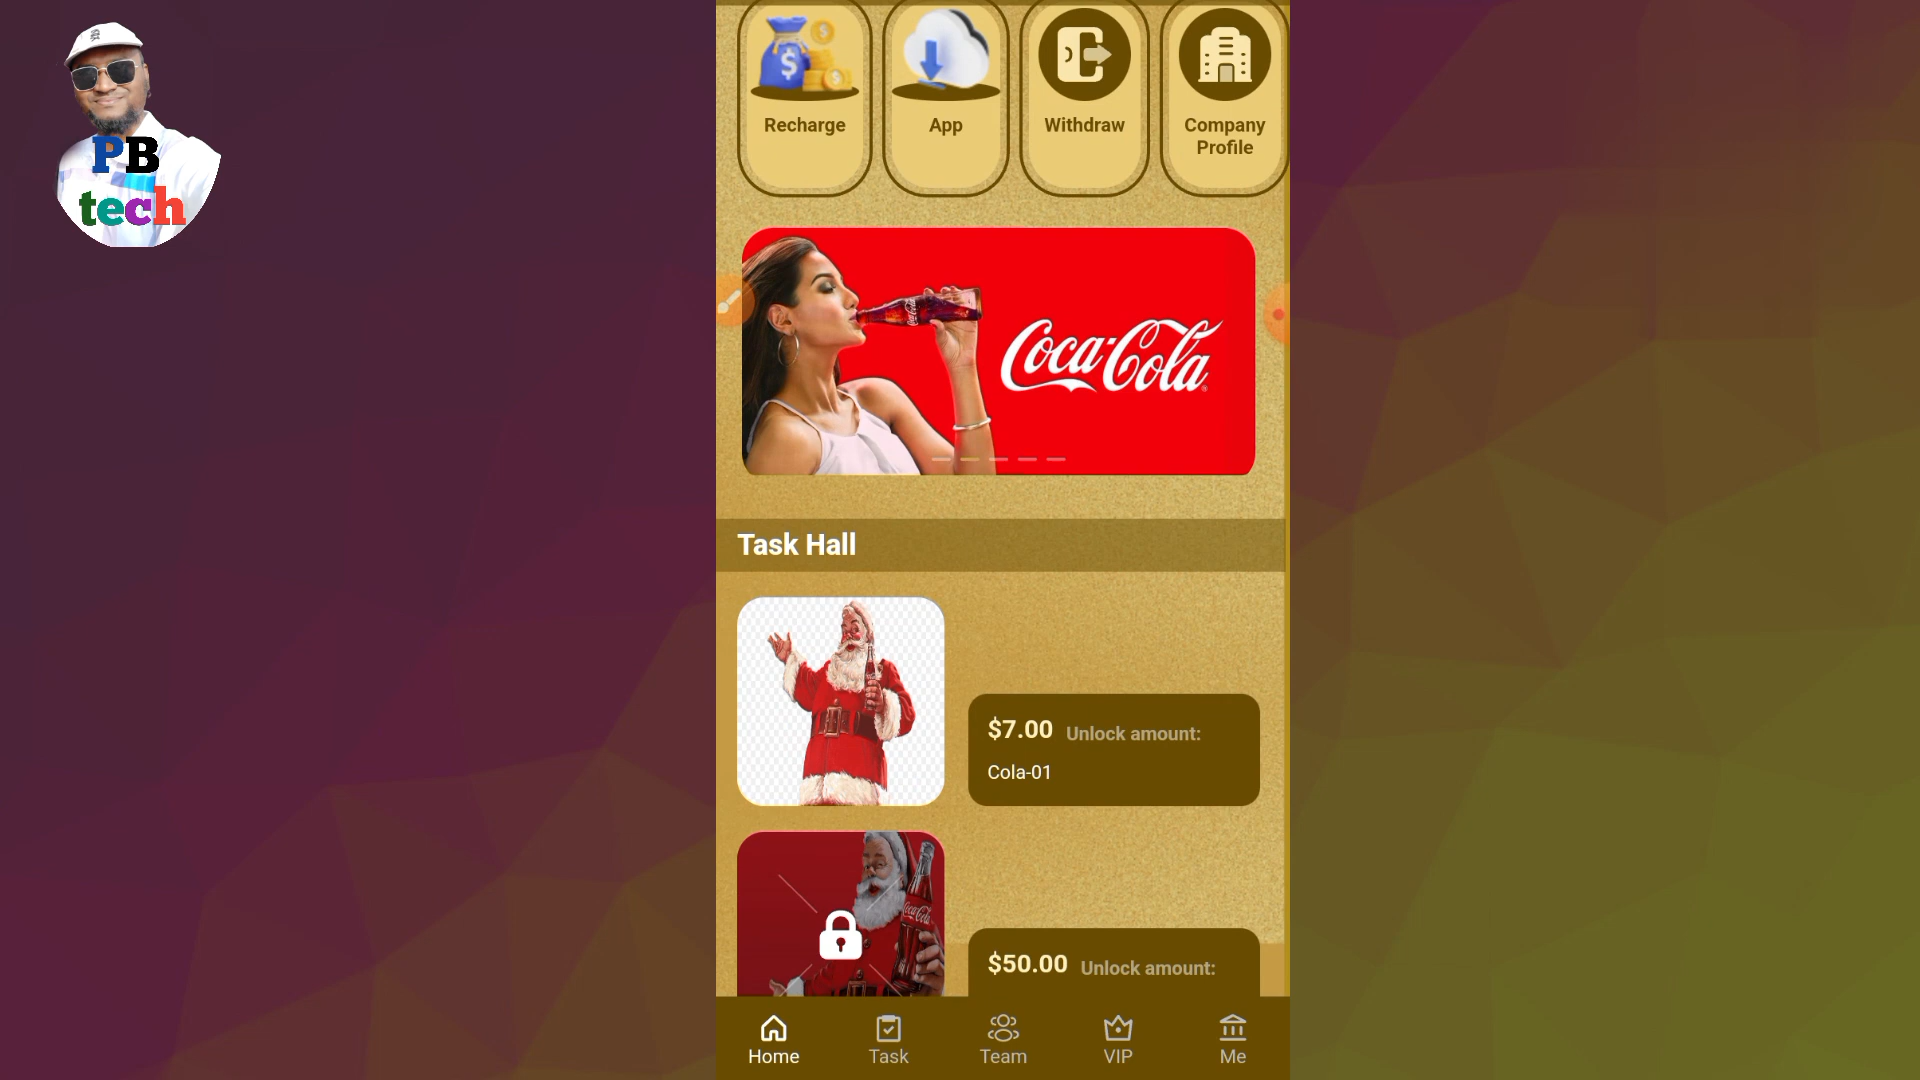 PB
tech
Recharge
App
Withdraw
Company
Profile
Coca-Cola
Task Hall
$7.00 Unlock amount:
Cola-01
$50.00 Unlock amount:
Home
Task
Team
VIP
Me